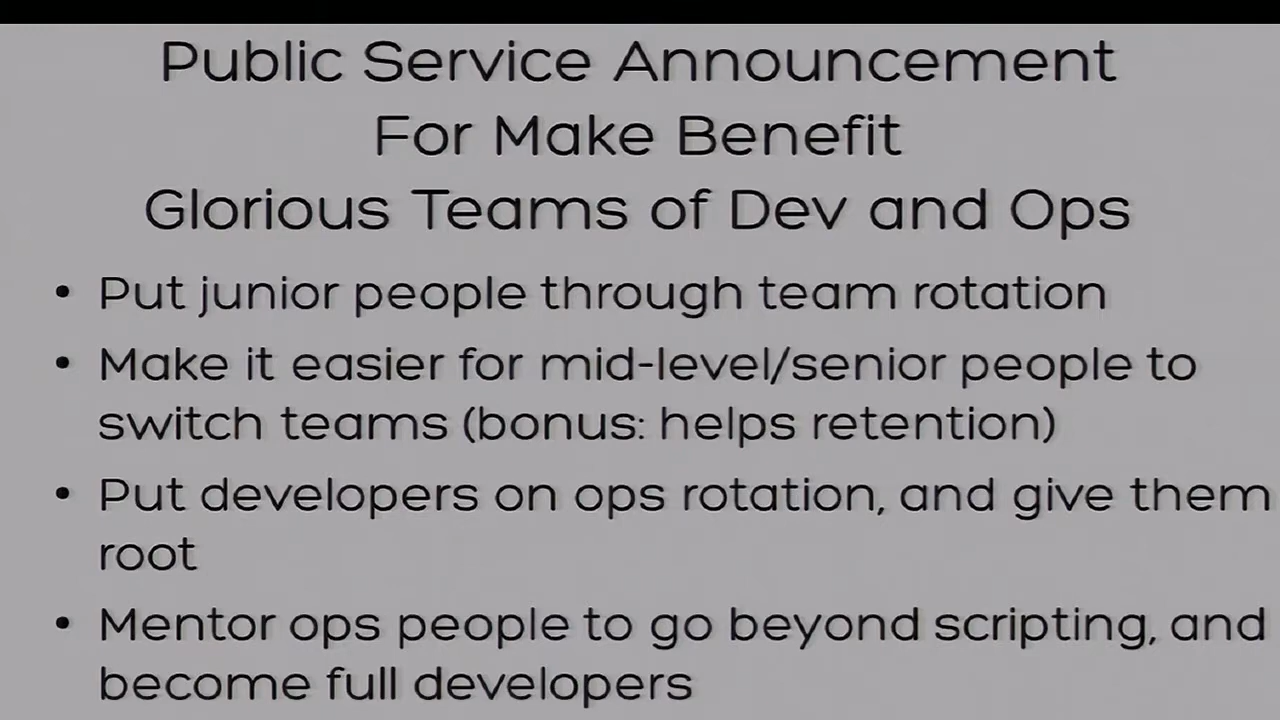 Public Service Announcement
For Make Benefit
Glorious Teams of Dev and Ops
• Put junior people through team rotation
• Make it easier for mid-level/senior people to
switch teams (bonus: helps retention)
• Put developers on ops rotation, and give them
root
• Mentor ops people to go beyond scripting, and
become full developers